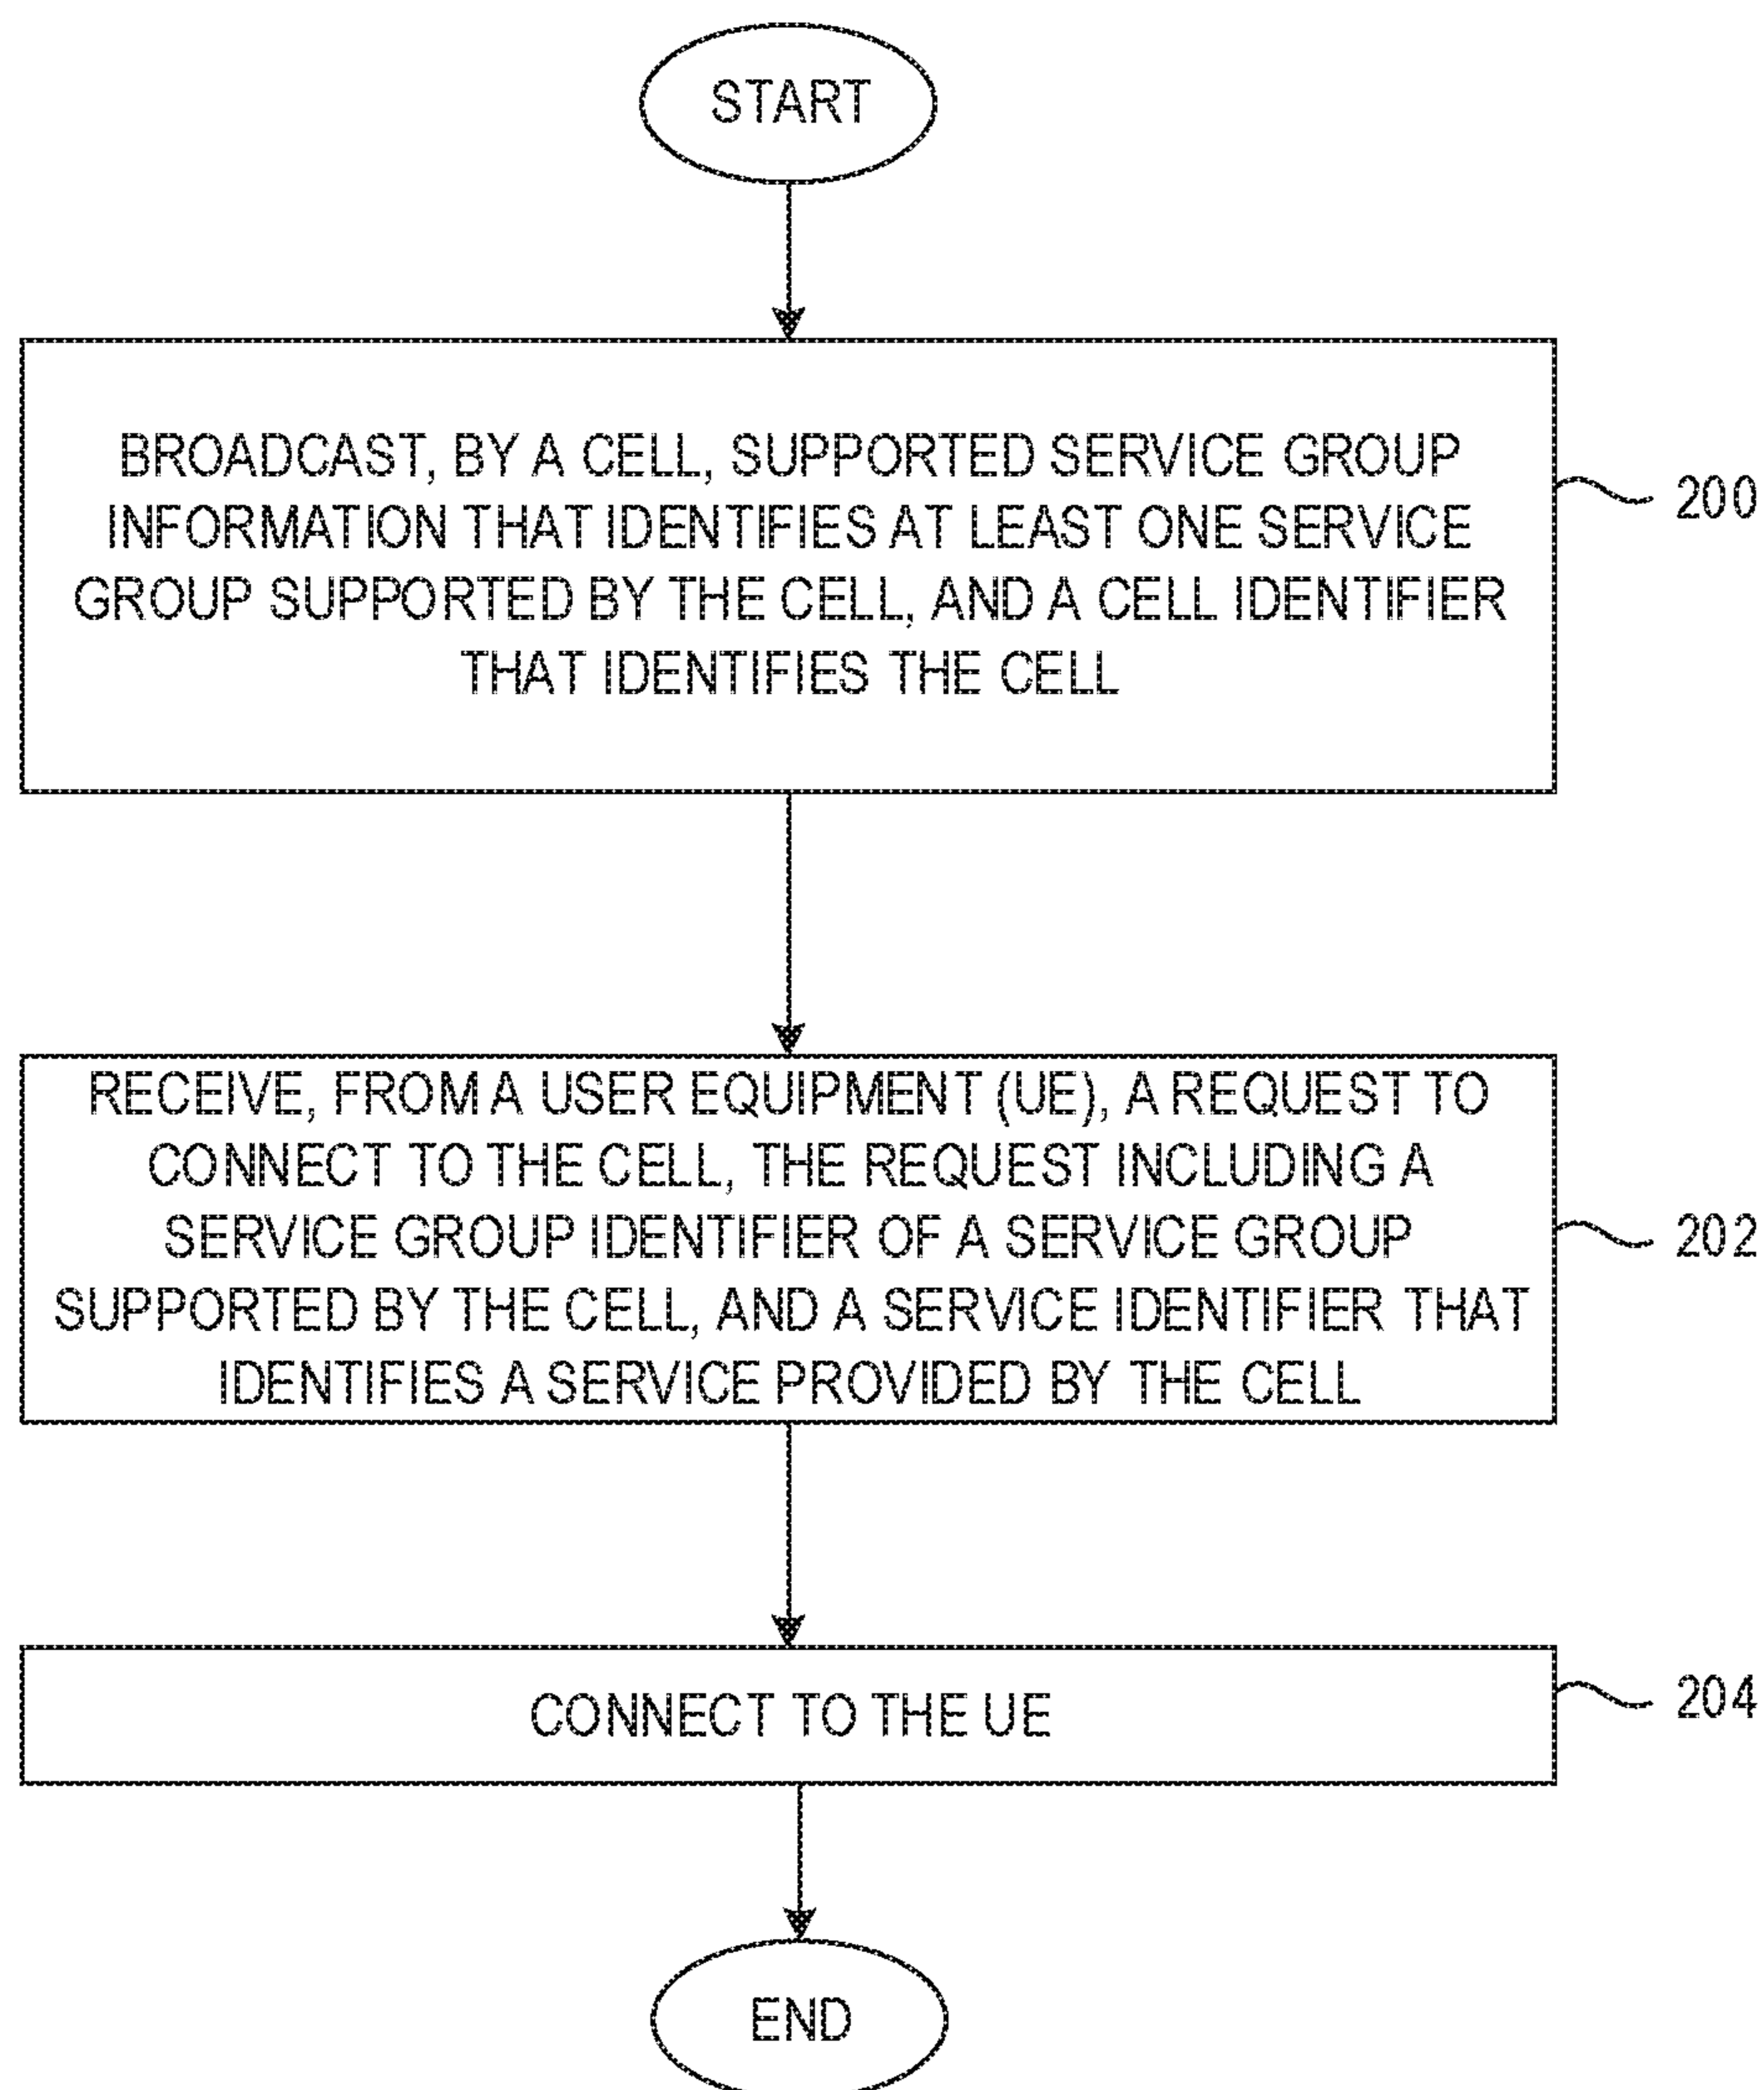 START
BROADCAST, BY A CELL, SUPPORTED SERVICE GROUP
INFORMATION THAT IDENTIFIES AT LEAST ONE SERVICE
GROUP SUPPORTED BY THE CELL, AND A CELL IDENTIFIER
THAT IDENTIFIES THE CELL
200
RECEIVE, FROM A USER EQUIPMENT (UE), A REQUEST TO
CONNECT TO THE CELL, THE REQUEST INCLUDING A
SERVICE GROUP IDENTIFIER OF A SERVICE GROUP
SUPPORTED BY THE CELL, AND A SERVICE IDENTIFIER THAT
IDENTIFIES A SERVICE PROVIDED BY THE CELL
202
CONNECT TO THE UE
204
END